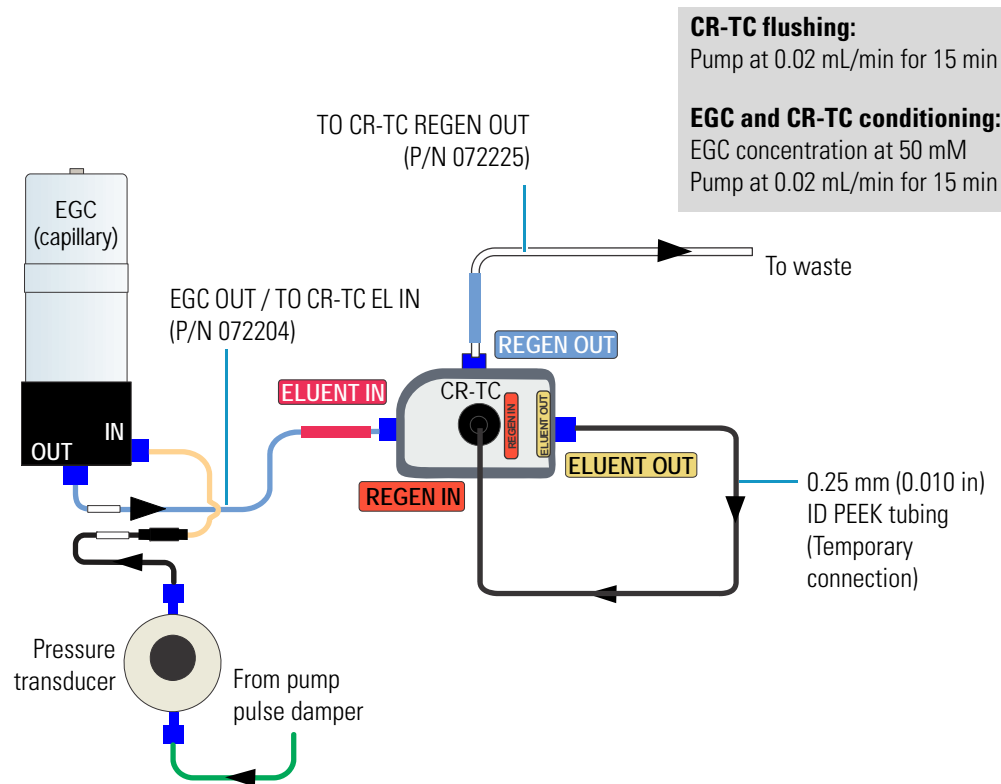 CR-TC flushing:
Pump at 0.02 mL/min for 15 min
EGC and CR-TC conditioning:
EGC concentration at 50 mM
Pump at 0.02 mL/min for 15 min
TO CR-TC REGEN OUT
(P/N 072225)
To waste
EGC
(capillary)
EGC OUT / TO CR-TC EL IN
(P/N 072204)
REGEN OUT
ELUENT IN
CR-TC
REGEN IN
ELUENT OUT
IN
OUT
ELUENT OUT
REGEN IN
0.25 mm (0.010 in)
ID PEEK tubing
(Temporary
connection)
Pressure
transducer
From pump
pulse damper